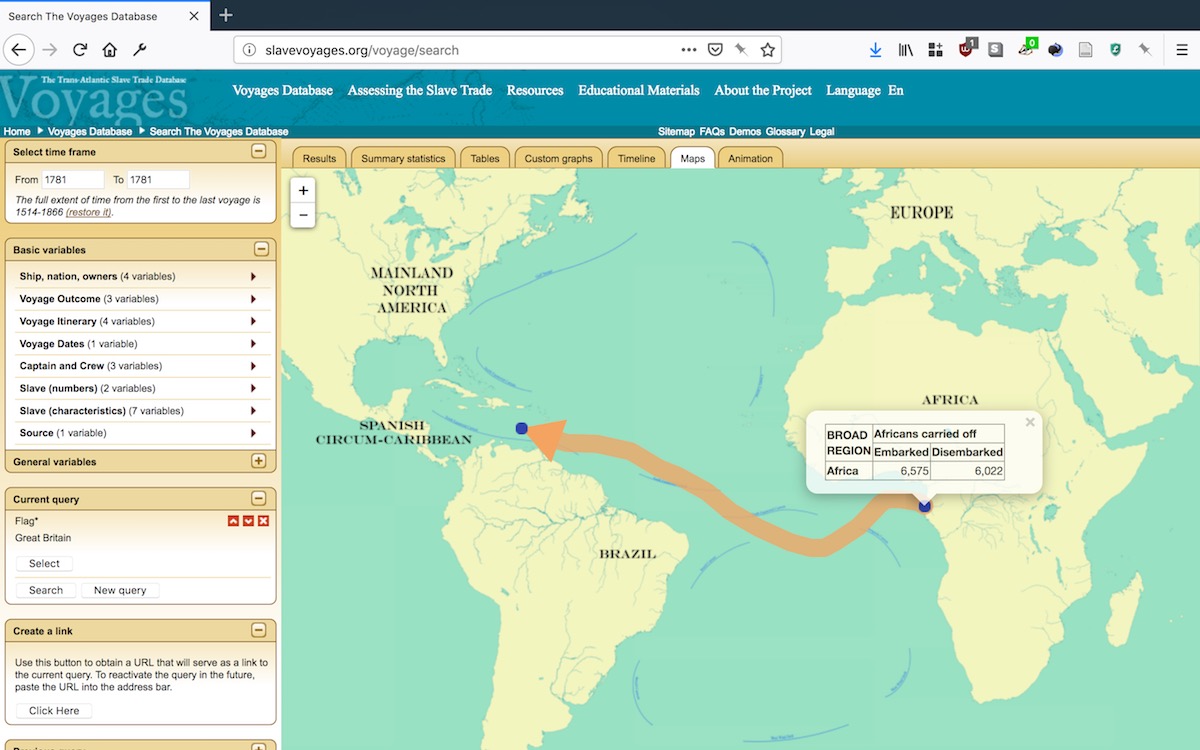 Search The Voyages Database
slavevoyages.org/voyage/search
1
S
0
The Trans-Atlantic Slave Trade Database
Voyages
Voyages Database Assessing the Slave Trade Resources Educational Materials About the Project Language En
Home Voyages Database Search The Voyages Database
Sitemap FAQs Demos Glossary Legal
Select time frame
From 1781 To 1781
The full extent of time from the first to the last voyage is
1514-1866 (restore it).
Basic variables
Ship, nation, owners (4 variables)
Voyage Outcome (3 variables)
Voyage Itinerary (4 variables)
Voyage Dates (1 variable)
Captain and Crew (3 variables)
Slave (numbers) (2 variables)
Slave (characteristics) (7 variables)
Source (1 variable)
General variables
Current query
Flag*
Great Britain
Select
Search New query
Create a link
Use this button to obtain a URL that will serve as a link to
the current query. To reactivate the query in the future,
paste the URL into the address bar.
Click Here
Results Summary statistics Tables Custom graphs Timeline Maps Animation
+
−
EUROPE
MAINLAND
NORTH
AMERICA
AFRICA
SPANISH
CIRCUM-CARIBBEAN
BRAZIL
BROAD REGION Africans carried off
Embarked Disembarked
Africa 6,575 6,022